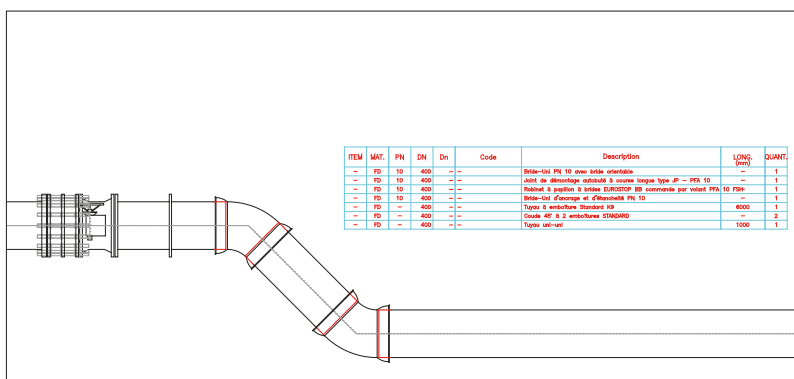 ITEM MAT. PN DN Dn Code Description LONG. (mm) QUANT.
- FD 10 400 - - Bride-Uni PN 10 avec bride orientable - 1
- FD 10 400 - - Joint de démontage autobuté à course longue type JP - PFA 10 - 1
- FD 10 400 - - Robinet à papillon à brides EUROSTOP BB commande par volant PFA 10 FSH- - 1
- FD 10 400 - - Bride-Uni d'ancrage et d'étancheité PN 10 - 1
- FD - 400 - - Tuyau à emboîture Standard K9 6000 1
- FD - 400 - - Coude 45° à 2 emboîtures STANDARD - 2
- FD - 400 - - Tuyau uni-uni 1000 1